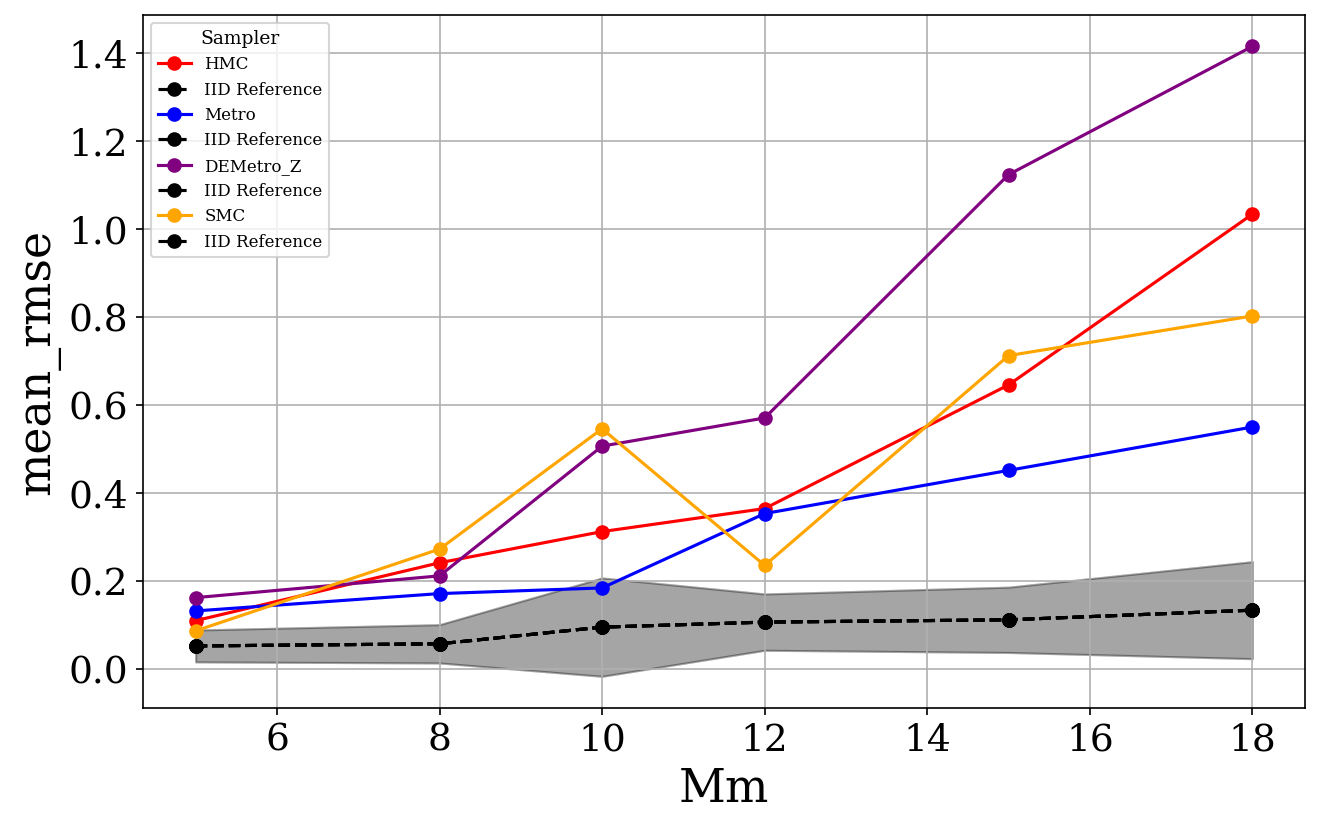 Sampler
HMC
IID Reference
Metro
IID Reference
DEMetro_Z
IID Reference
SMC
IID Reference
mean_rmse
1.4
1.2
1.0
0.8
0.6
0.4
0.2
0.0
6 8 10 12 14 16 18
Mm